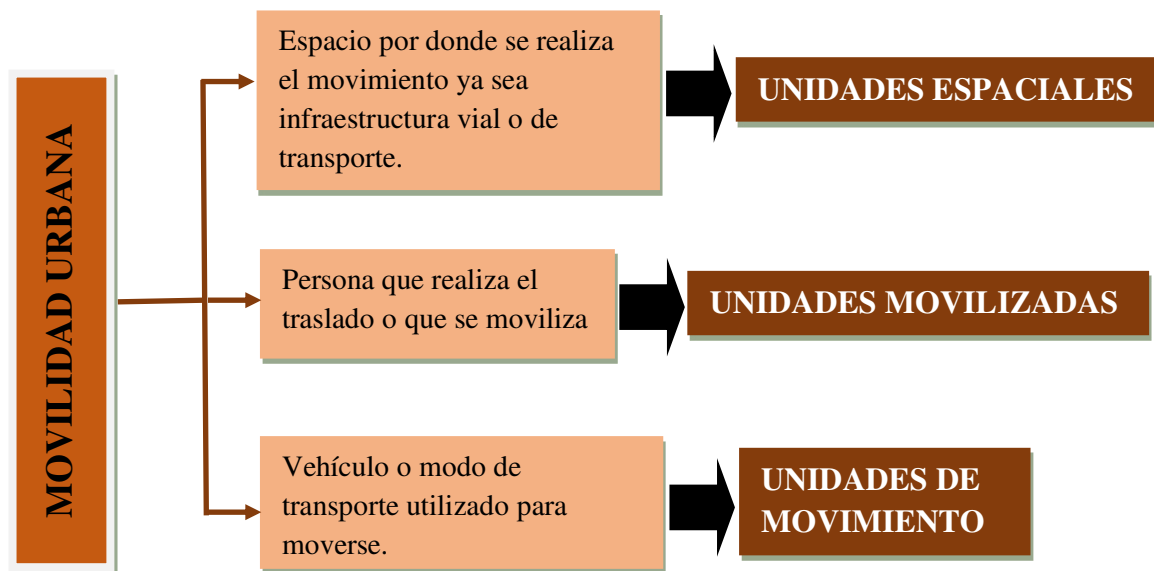 MOVILIDAD URBANA
Espacio por donde se realiza
el movimiento ya sea
infraestructura vial o de
transporte.
UNIDADES ESPACIALES
Persona que realiza el
traslado o que se moviliza
UNIDADES MOVILIZADAS
Vehículo o modo de
transporte utilizado para
moverse.
UNIDADES DE
MOVIMIENTO